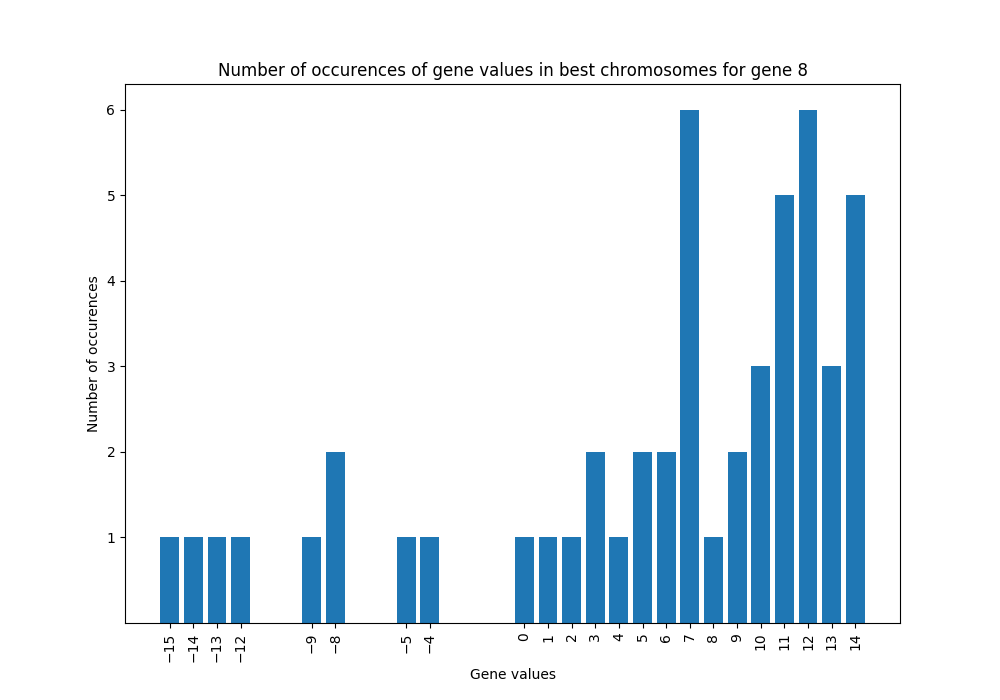 Number of occurences of gene values in best chromosomes for gene 8
6
5
4
3
2
1
Number of occurences
−15 −14 −13 −12 −9 −8 −5 −4 0 1 2 3 4 5 6 7 8 9 10 11 12 13 14
Gene values